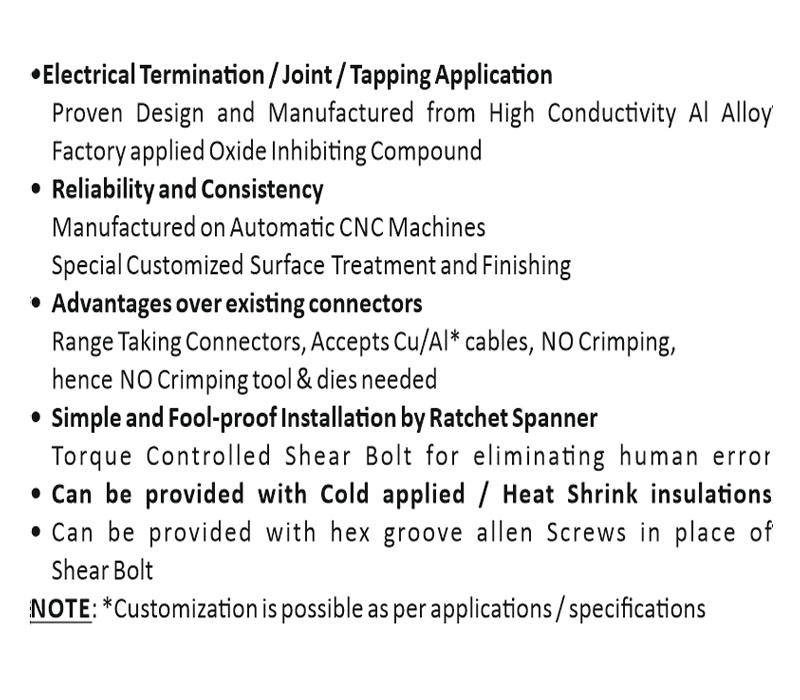 •Electrical Termination / Joint / Tapping Application
Proven Design and Manufactured from High Conductivity Al Alloy
Factory applied Oxide Inhibiting Compound
• Reliability and Consistency
Manufactured on Automatic CNC Machines
Special Customized Surface Treatment and Finishing
• Advantages over existing connectors
Range Taking Connectors, Accepts Cu/Al* cables, NO Crimping,
hence NO Crimping tool & dies needed
• Simple and Fool-proof Installation by Ratchet Spanner
Torque Controlled Shear Bolt for eliminating human error
• Can be provided with Cold applied / Heat Shrink insulations
• Can be provided with hex groove allen Screws in place of
Shear Bolt
NOTE: *Customization is possible as per applications / specifications